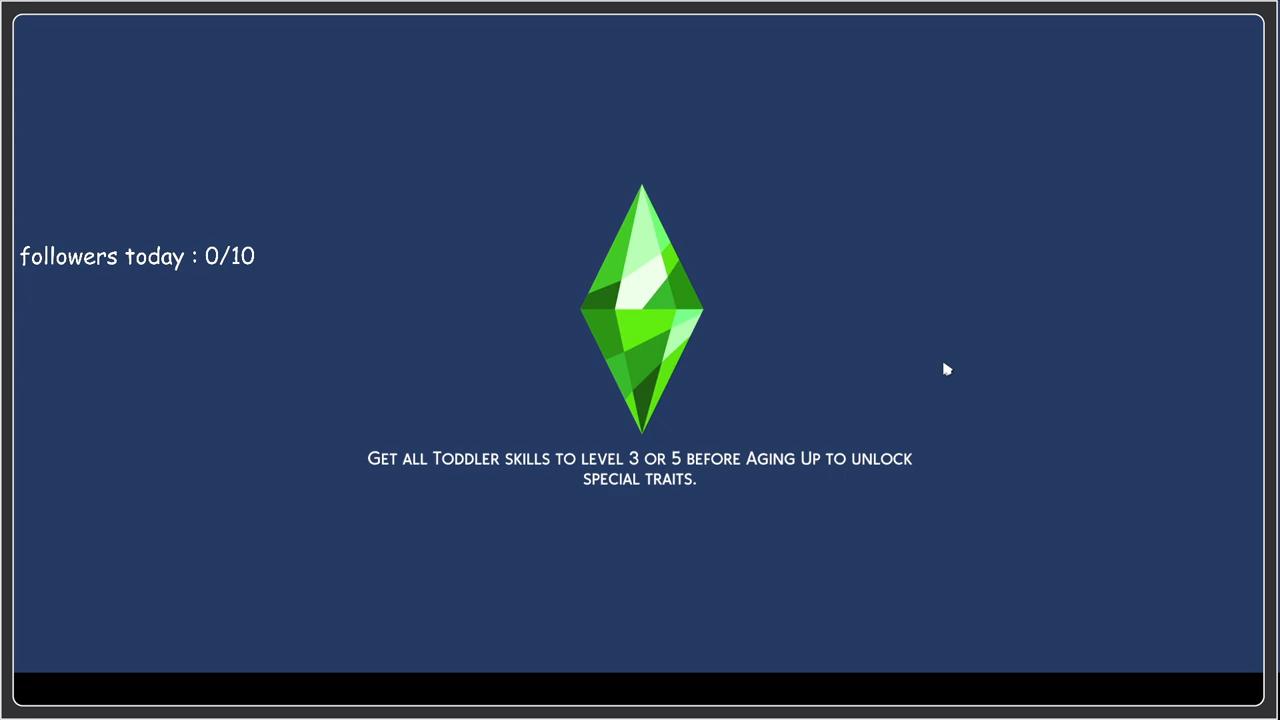 followers today : 0/10
Get all Toddler skills to level 3 or 5 before Aging Up to unlock
special traits.